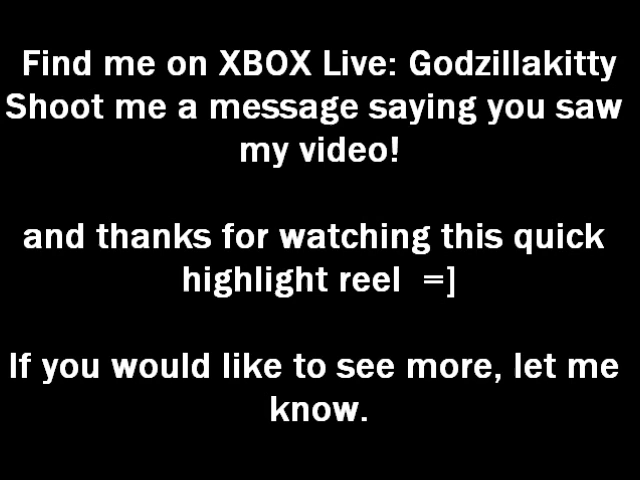 Find me on XBOX Live: Godzillakitty
Shoot me a message saying you saw
my video!
and thanks for watching this quick
highlight reel  =]
If you would like to see more, let me
know.